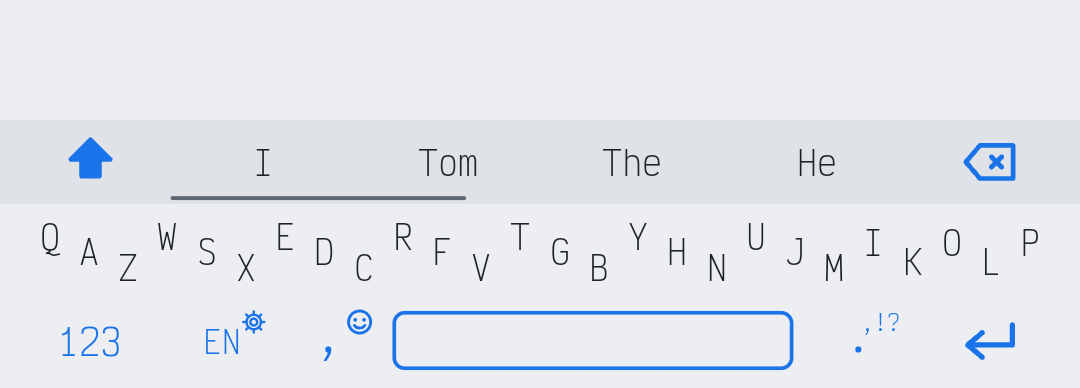 I Tom The He
Q A Z W S X E D C R F V T G B Y H N U J M I K O L P
123 EN , . ,!?